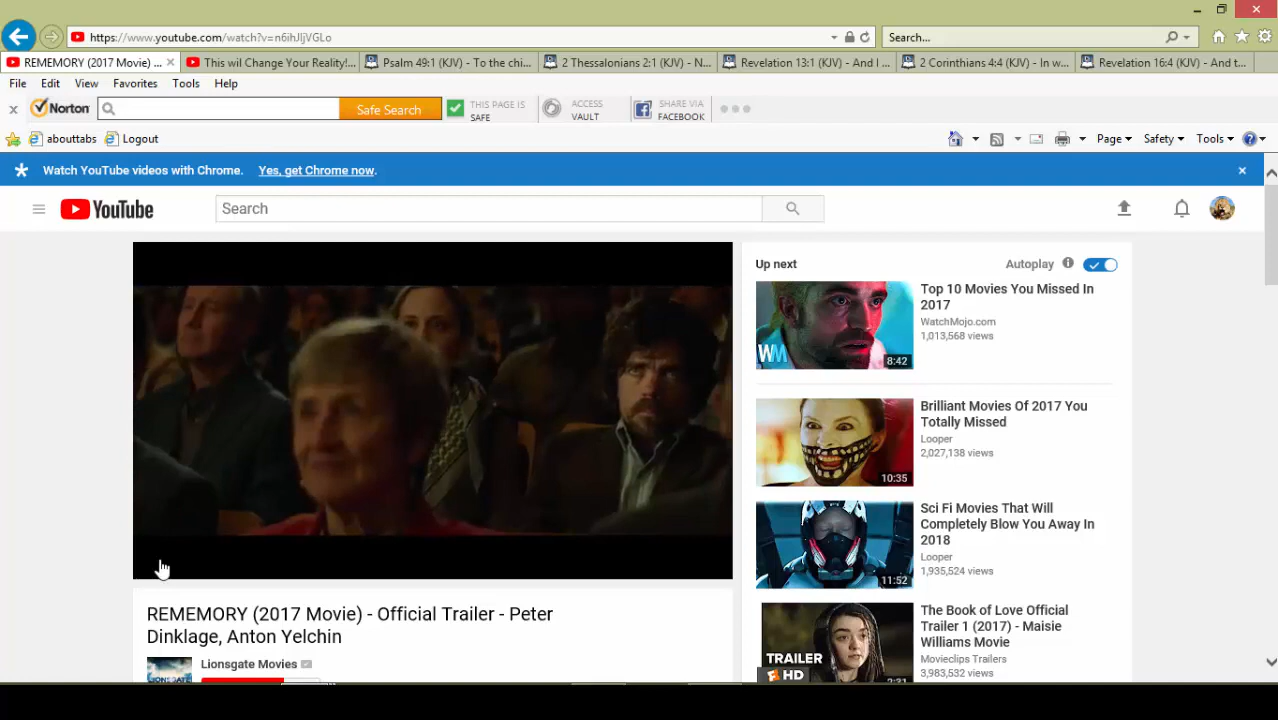 https://www.youtube.com/watch?v=n6ihJljVGLo
Search...
REMEMORY (2017 Movie) ...
This wil Change Your Reality!...
Psalm 49:1 (KJV) - To the chi...
2 Thessalonians 2:1 (KJV) - N...
Revelation 13:1 (KJV) - And I ...
2 Corinthians 4:4 (KJV) - In w...
Revelation 16:4 (KJV) - And t...
File Edit View Favorites Tools Help
x Norton
Safe Search
THIS PAGE IS
SAFE
ACCESS
VAULT
SHARE VIA
FACEBOOK
abouttabs
Logout
Page
Safety
Tools
Watch YouTube videos with Chrome. Yes, get Chrome now.
YouTube
Search
Up next
Autoplay
Top 10 Movies You Missed In
2017
WatchMojo.com
1,013,568 views
WM
8:42
Brilliant Movies Of 2017 You
Totally Missed
Looper
2,027,138 views
10:35
Sci Fi Movies That Will
Completely Blow You Away In
2018
Looper
1,935,524 views
11:52
The Book of Love Official
Trailer 1 (2017) - Maisie
Williams Movie
Movieclips Trailers
3,983,532 views
TRAILER
HD
2:31
REMEMORY (2017 Movie) - Official Trailer - Peter
Dinklage, Anton Yelchin
Lionsgate Movies
LIONSGATE